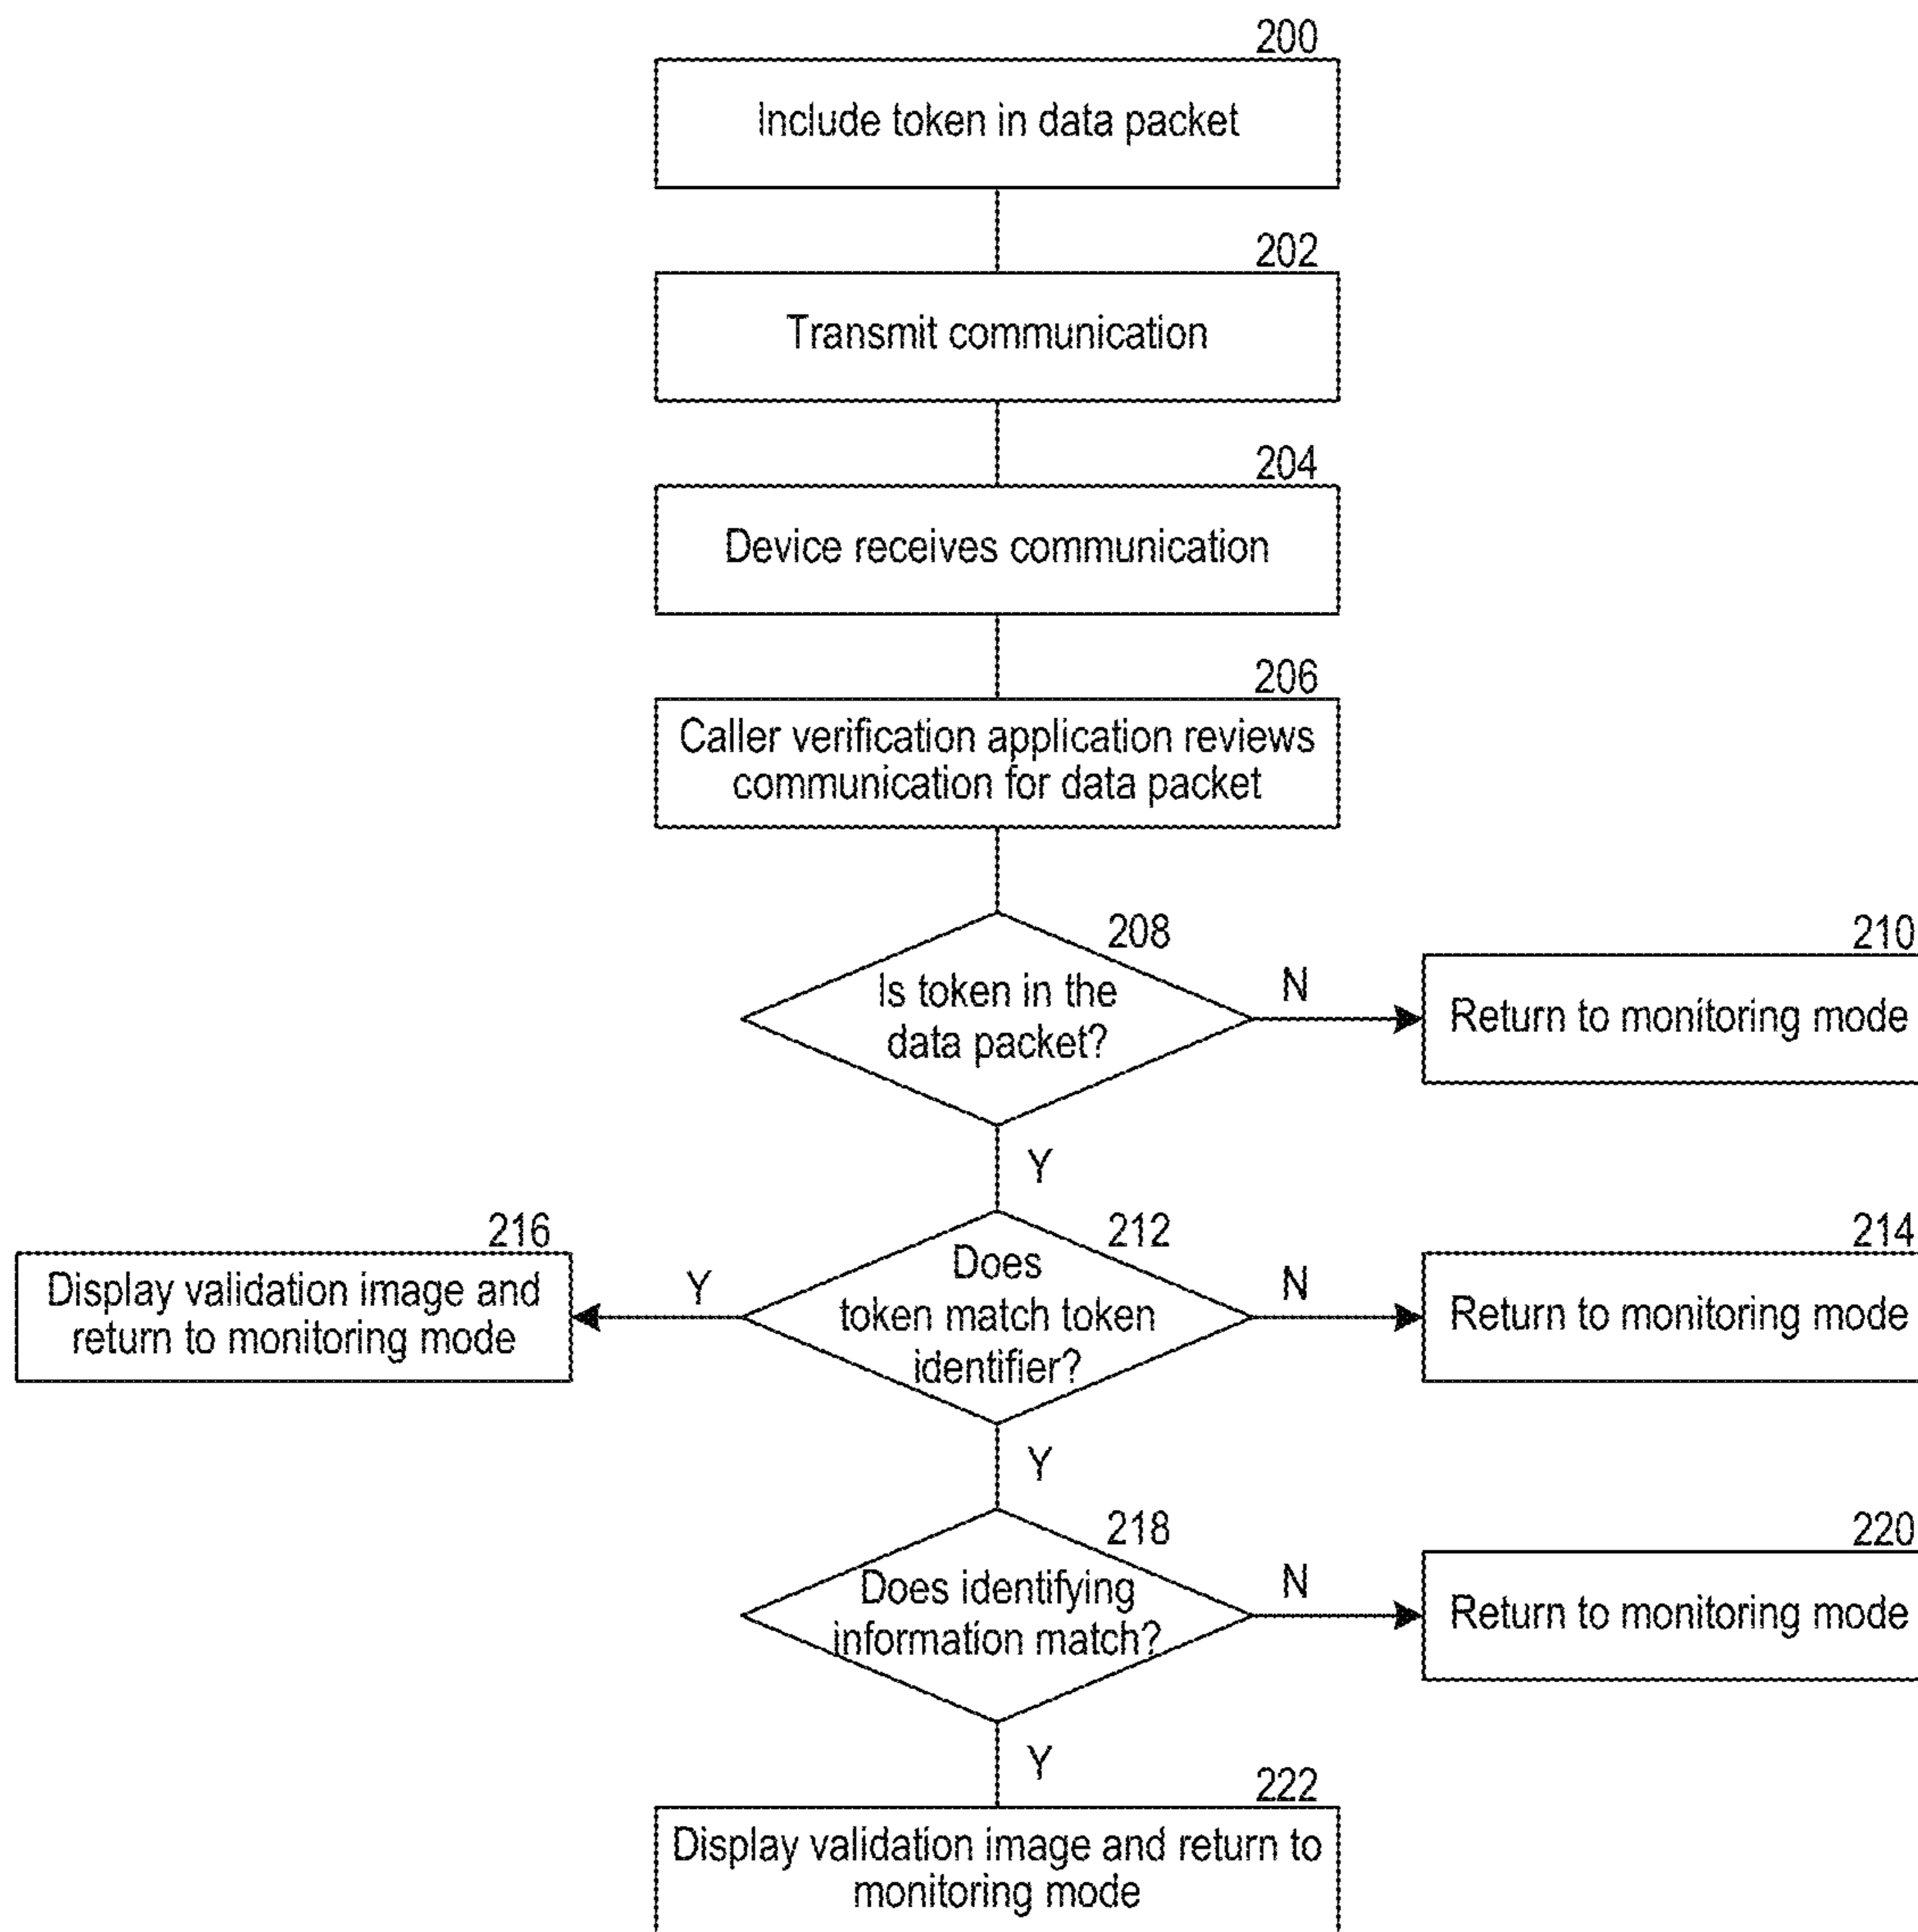 200
Include token in data packet
202
Transmit communication
204
Device receives communication
206
Caller verification application reviews
communication for data packet
208
Is token in the
data packet?
N
210
Return to monitoring mode
Y
216
Display validation image and
return to monitoring mode
Y
212
Does
token match token
identifier?
N
214
Return to monitoring mode
Y
218
Does identifying
information match?
N
220
Return to monitoring mode
Y
222
Display validation image and return to
monitoring mode